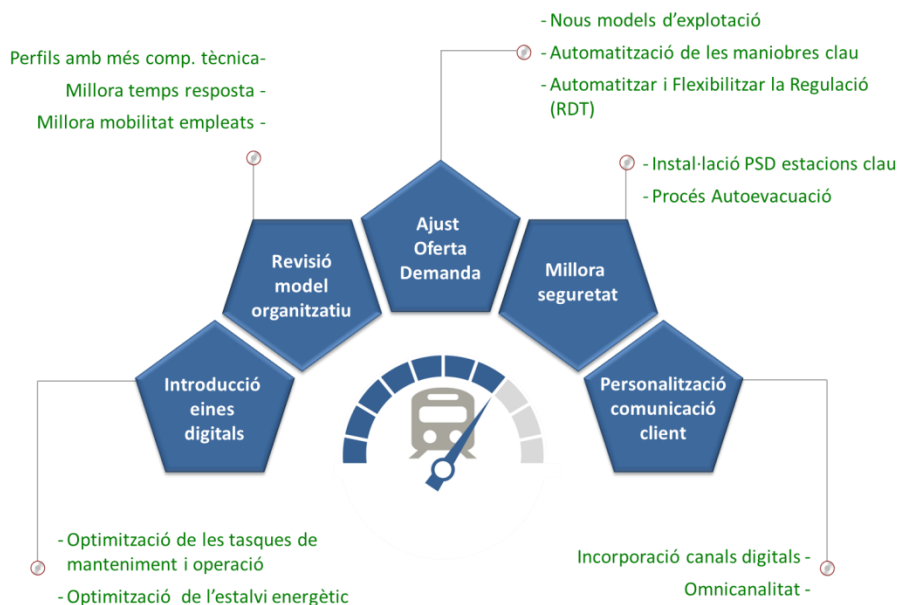 - Nous models d’explotació
- Automatització de les maniobres clau
- Automatitzar i Flexibilitzar la Regulació
(RDT)
Perfils amb més comp. tècnica-
Millora temps resposta -
Millora mobilitat empleats -
- Instal·lació PSD estacions clau
- Procés Autoevacuació
Ajust
Oferta
Demanda
Revisió
model
organitzatiu
Millora
seguretat
Introducció
eines
digitals
Personalització
comunicació
client
- Optimització de les tasques de
manteniment i operació
- Optimització de l’estalvi energètic
Incorporació canals digitals -
Omnicanalitat -